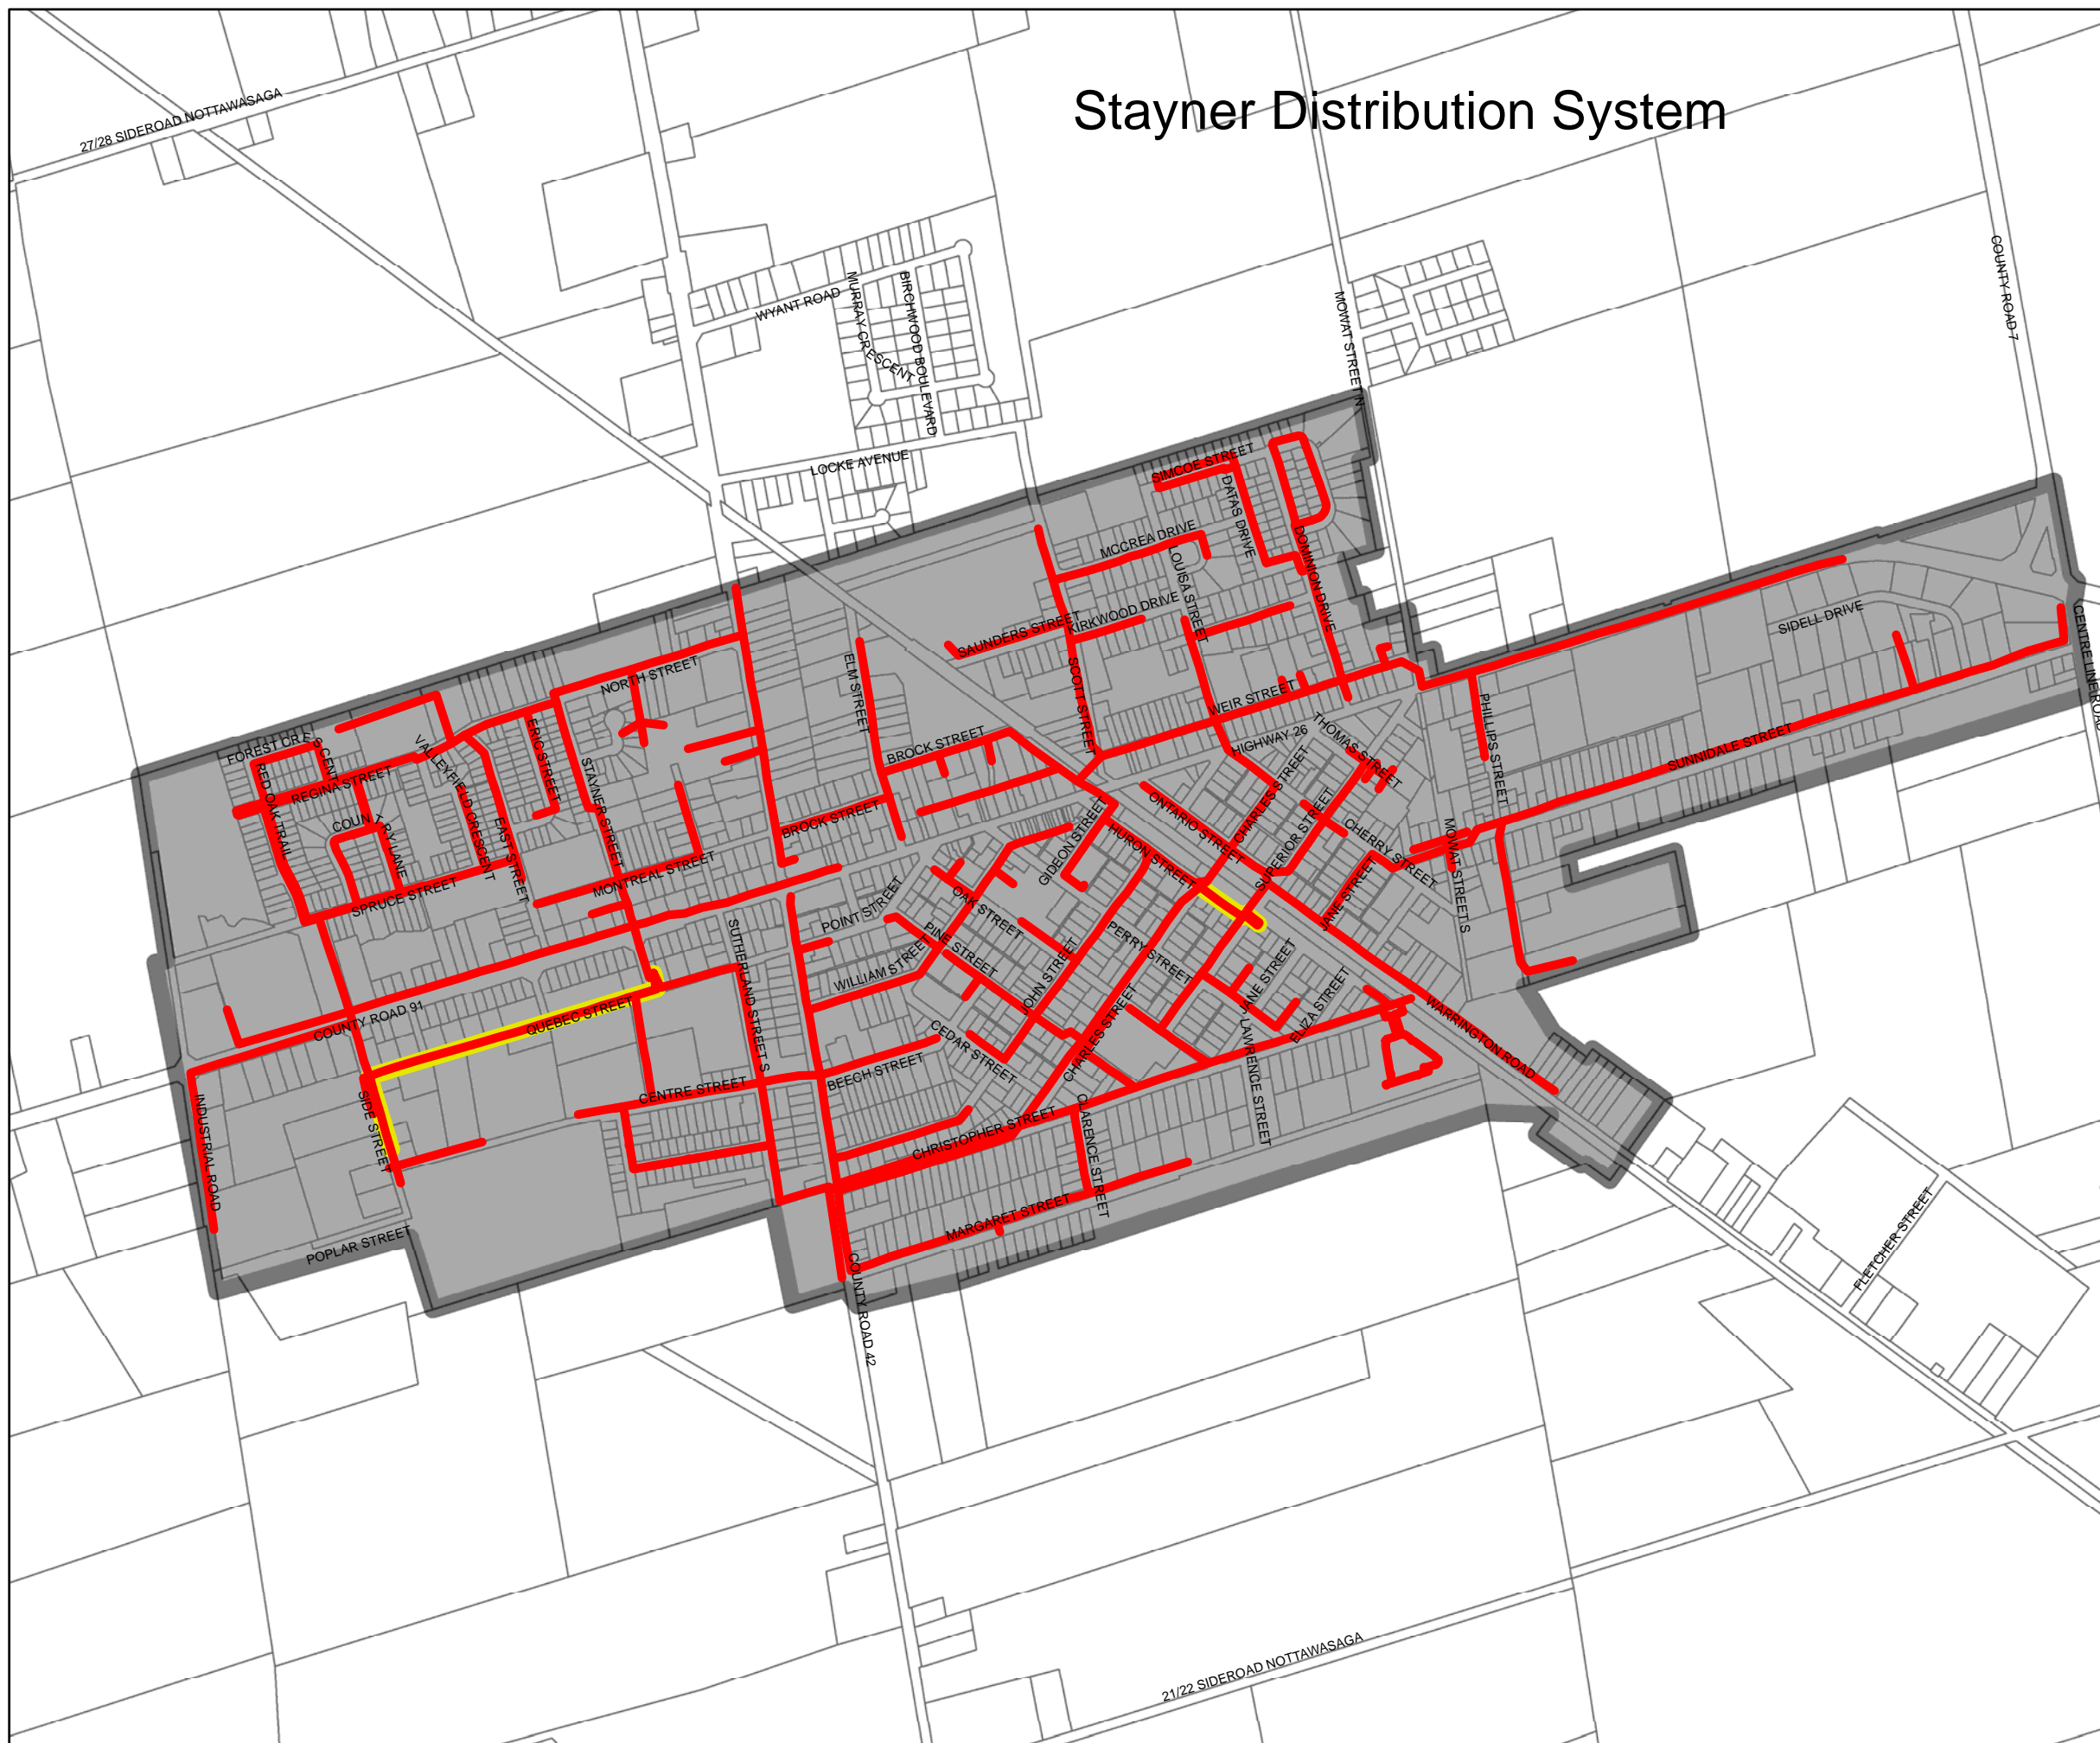 Stayner Distribution System
27/28 SIDEROAD NOTTAWASAGA
COUNTY ROAD 7
WYANT ROAD
MURRAY CRESCENT
BIRCHWOOD BOULEVARD
MOWAT STREET N
LOCKE AVENUE
SIMCOE STREET
DATAS DRIVE
MCCREA DRIVE
LOUISA STREET
DOMINION DRIVE
KIRKWOOD DRIVE
SAUNDERS STREET
SIDELL DRIVE
CENTRE LINE ROAD
SCOTT STREET
ELM STREET
NORTH STREET
WEIR STREET
PHILLIPS STREET
THOMAS STREET
HIGHWAY 26
SUNNIDALE STREET
FOREST CRESCENT
RED OAK TRAIL
REGINA STREET
VALLEYFIELD CRESCENT
ERIC STREET
STAYNER STREET
BROCK STREET
BROCK STREET
COUNTRY LANE
EAST STREET
ONTARIO STREET
CHARLES STREET
SUPERIOR STREET
CHERRY STREET
MOWAT STREET S
GIDEON STREET
HURON STREET
JANE STREET
MONTREAL STREET
SPRUCE STREET
POINT STREET
OAK STREET
PINE STREET
WILLIAM STREET
SUTHERLAND STREET S
JOHN STREET
PERRY STREET
JANE STREET
ELIZA STREET
LAWRENCE STREET
WARRINGTON ROAD
COUNTY ROAD 91
QUEBEC STREET
CEDAR STREET
CHARLES STREET
BEECH STREET
CENTRE STREET
INDUSTRIAL ROAD
SIDE STREET
CHRISTOPHER STREET
CLARENCE STREET
MARGARET STREET
POPLAR STREET
COUNTY ROAD 42
FLETCHER STREET
21/22 SIDEROAD NOTTAWASAGA